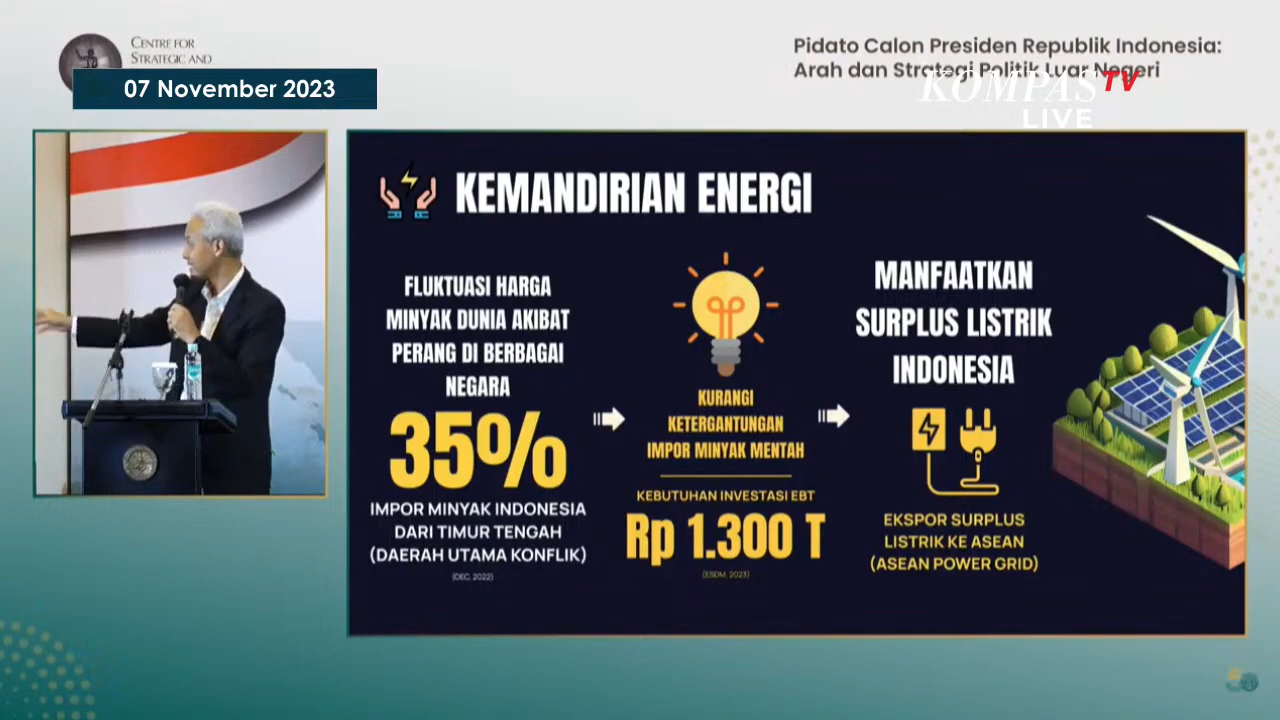 CENTRE FOR
STRATEGIC AND
07 November 2023
Pidato Calon Presiden Republik Indonesia:
Arah dan Strategi Politik Luar Negeri
KOMPAS TV
LIVE
KEMANDIRIAN ENERGI
FLUKTUASI HARGA
MINYAK DUNIA AKIBAT
PERANG DI BERBAGAI
NEGARA
35%
IMPOR MINYAK INDONESIA
DARI TIMUR TENGAH
(DAERAH UTAMA KONFLIK)
(DEC, 2022)
KURANGI
KETERGANTUNGAN
IMPOR MINYAK MENTAH
KEBUTUHAN INVESTASI EBT
Rp 1.300 T
(ESDM, 2023)
MANFAATKAN
SURPLUS LISTRIK
INDONESIA
EKSPOR SURPLUS
LISTRIK KE ASEAN
(ASEAN POWER GRID)